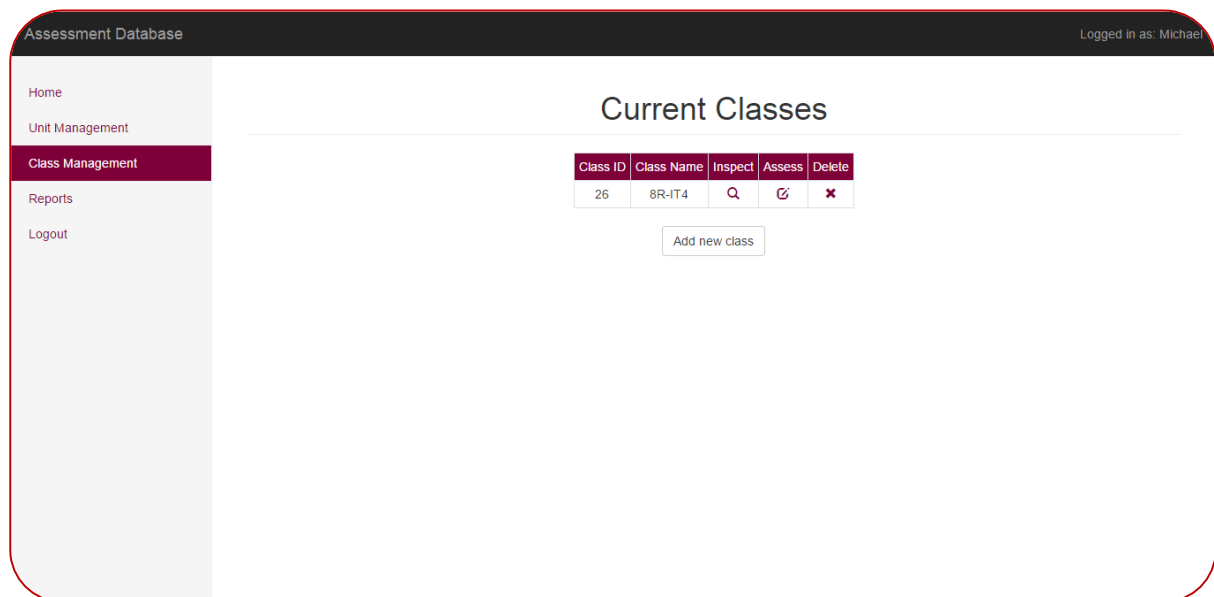 Assessment Database
Logged in as: Michael
Home
Unit Management
Class Management
Reports
Logout
Current Classes
Class ID Class Name Inspect Assess Delete
26 8R-IT4
Add new class